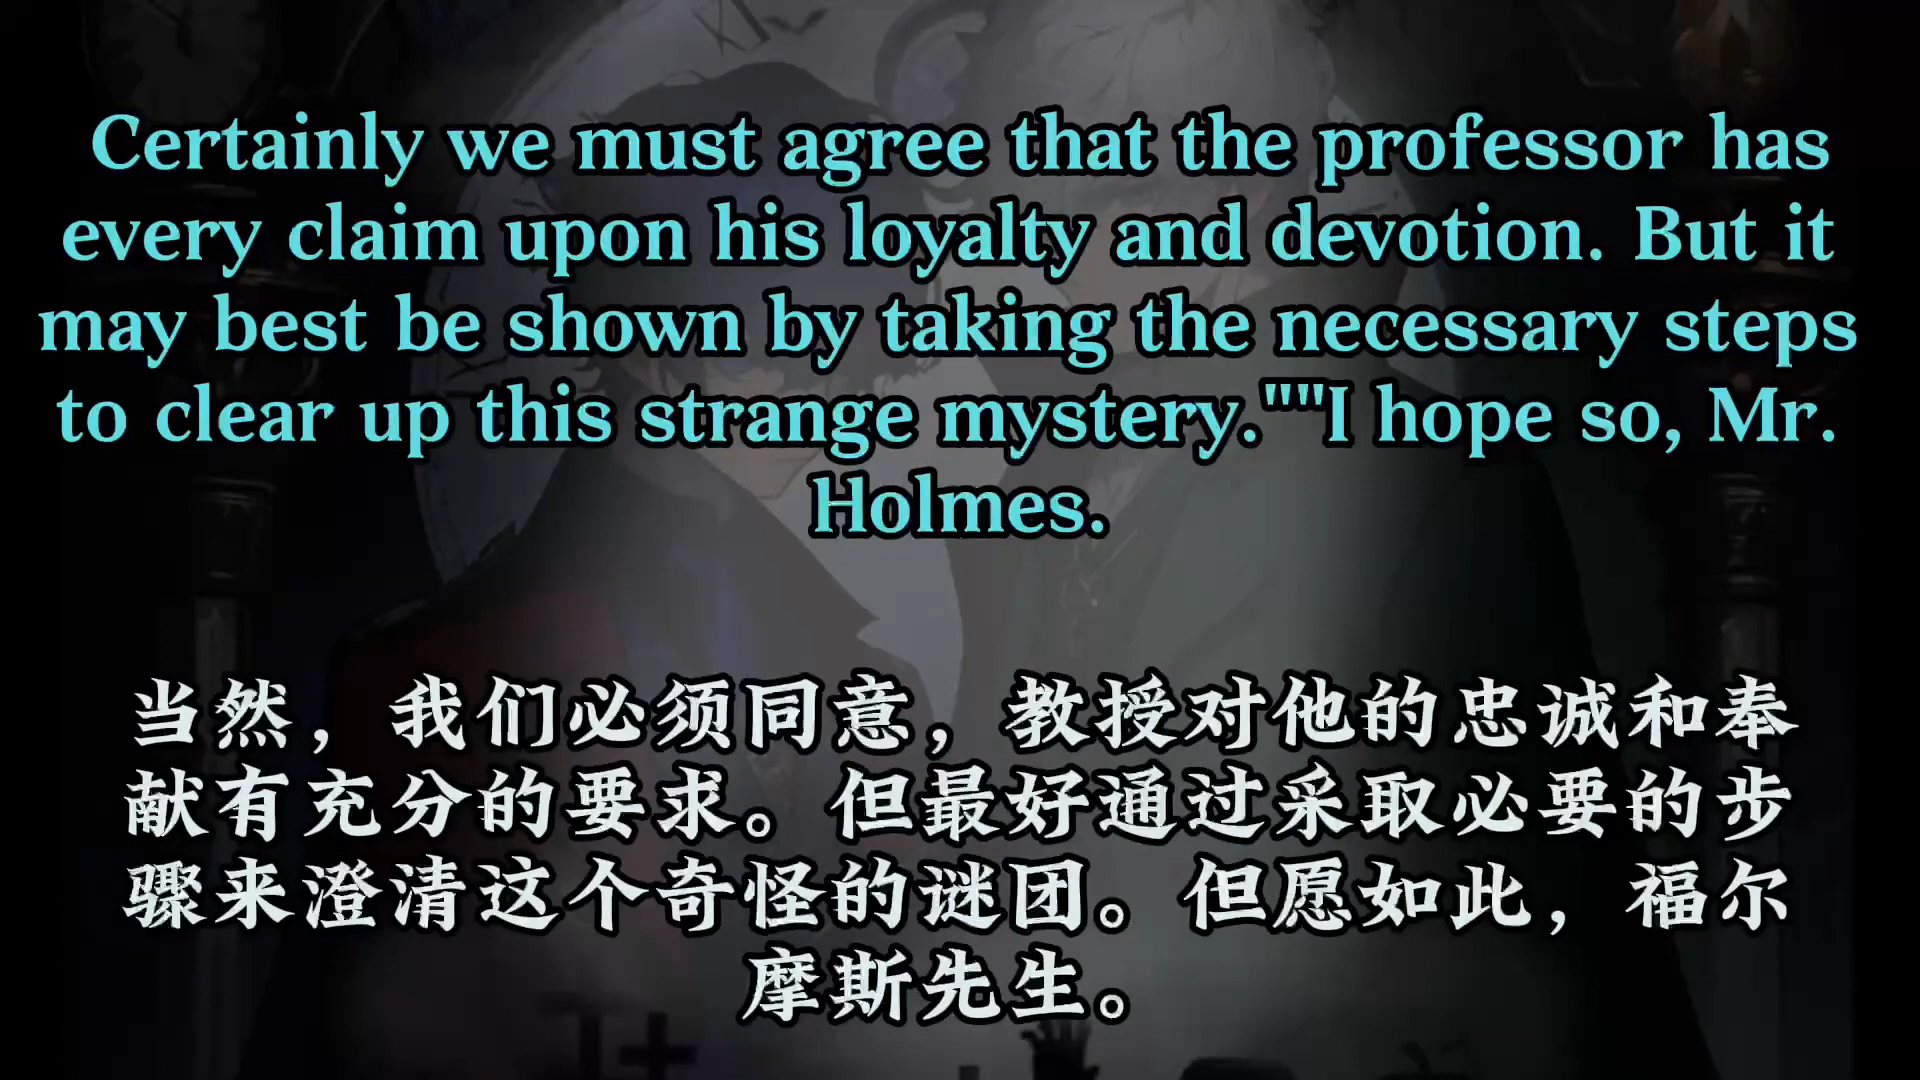 Certainly we must agree that the professor has
every claim upon his loyalty and devotion. But it
may best be shown by taking the necessary steps
to clear up this strange mystery.""I hope so, Mr.
Holmes.
当然，我们必须同意，教授对他的忠诚和奉
献有充分的要求。但最好通过采取必要的步
骤来澄清这个奇怪的谜团。但愿如此，福尔
摩斯先生。